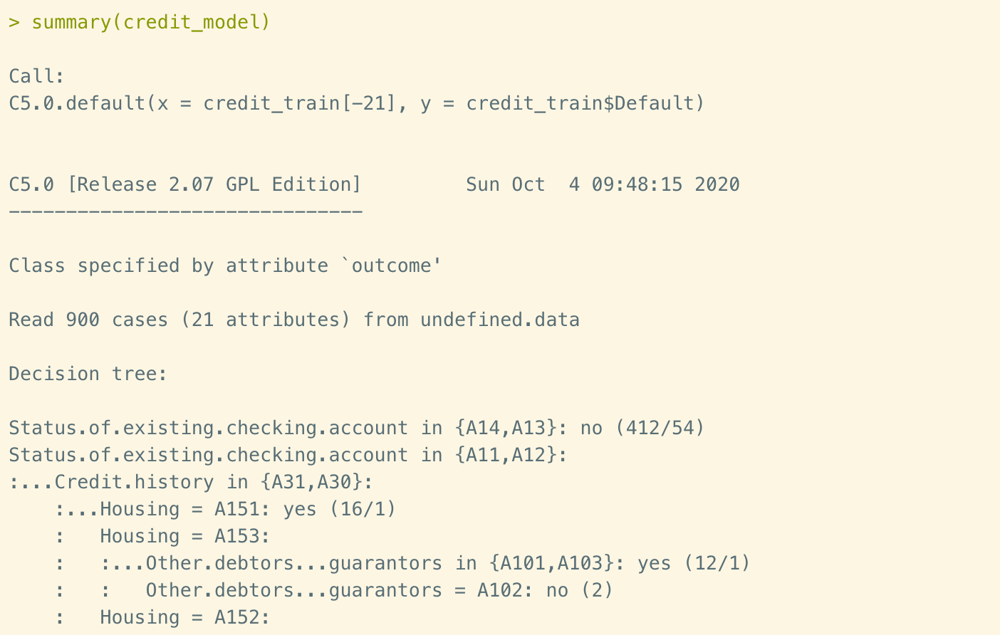 > summary(credit_model)
Call:
C5.0.default(x = credit_train[-21], y = credit_train$Default)
C5.0 [Release 2.07 GPL Edition]         Sun Oct  4 09:48:15 2020
-------------------------------
Class specified by attribute `outcome'
Read 900 cases (21 attributes) from undefined.data
Decision tree:
Status.of.existing.checking.account in {A14,A13}: no (412/54)
Status.of.existing.checking.account in {A11,A12}:
:...Credit.history in {A31,A30}:
    :...Housing = A151: yes (16/1)
    :   Housing = A153:
    :   :...Other.debtors...guarantors in {A101,A103}: yes (12/1)
    :   :   Other.debtors...guarantors = A102: no (2)
    :   Housing = A152: